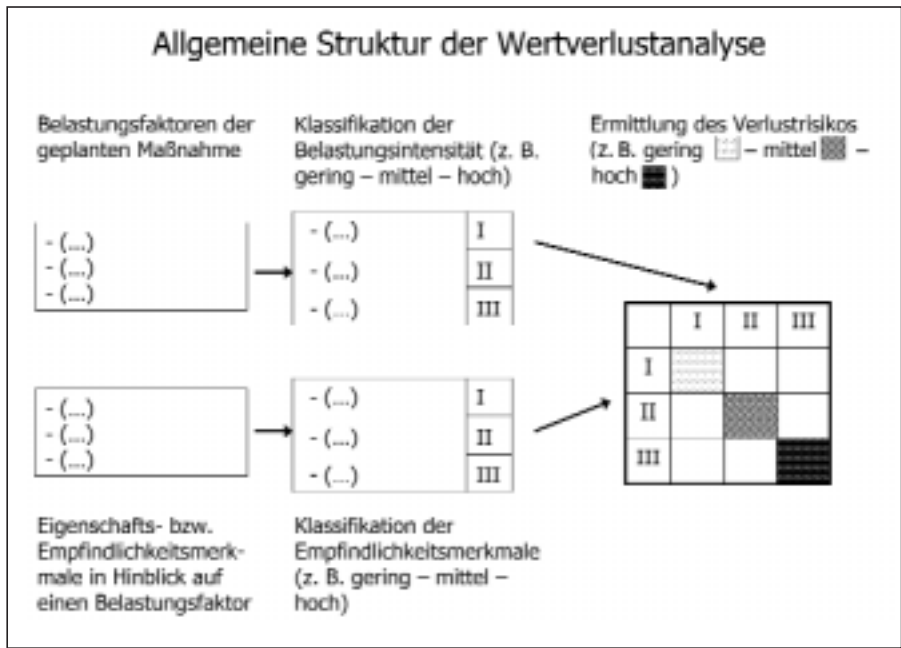 Allgemeine Struktur der Wertverlustanalyse
Belastungsfaktoren der
geplanten Maßnahme
Klassifikation der
Belastungsintensität (z. B.
gering – mittel – hoch)
Ermittlung des Verlustrisikos
(z. B. gering – mittel –
hoch )
- (...)
- (...)
- (...)
- (...) I
- (...) II
- (...) III
I II III
I
II
III
- (...)
- (...)
- (...)
- (...) I
- (...) II
- (...) III
Eigenschafts- bzw.
Empfindlichkeitsmerk-
male in Hinblick auf
einen Belastungsfaktor
Klassifikation der
Empfindlichkeitsmerkmale
(z. B. gering – mittel –
hoch)